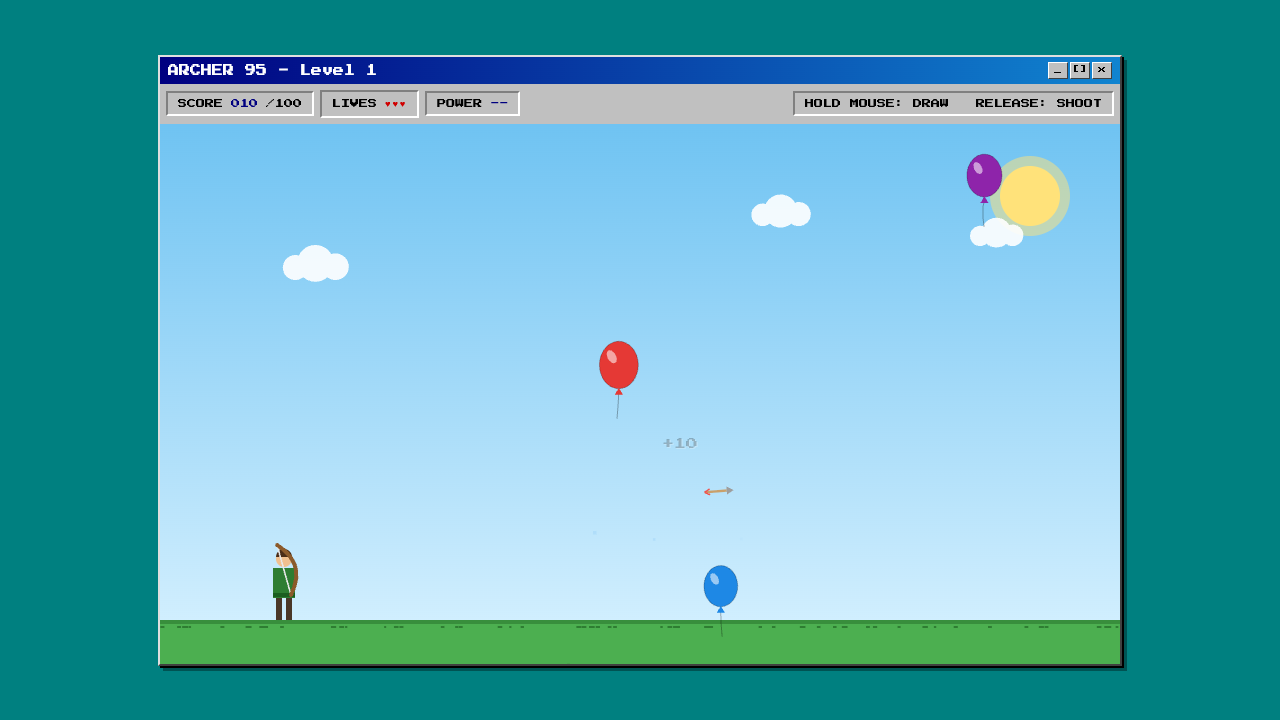 ARCHER 95 - Level 1
SCORE 010 /100 LIVES ♥♥♥ POWER -- HOLD MOUSE: DRAW RELEASE: SHOOT
+10